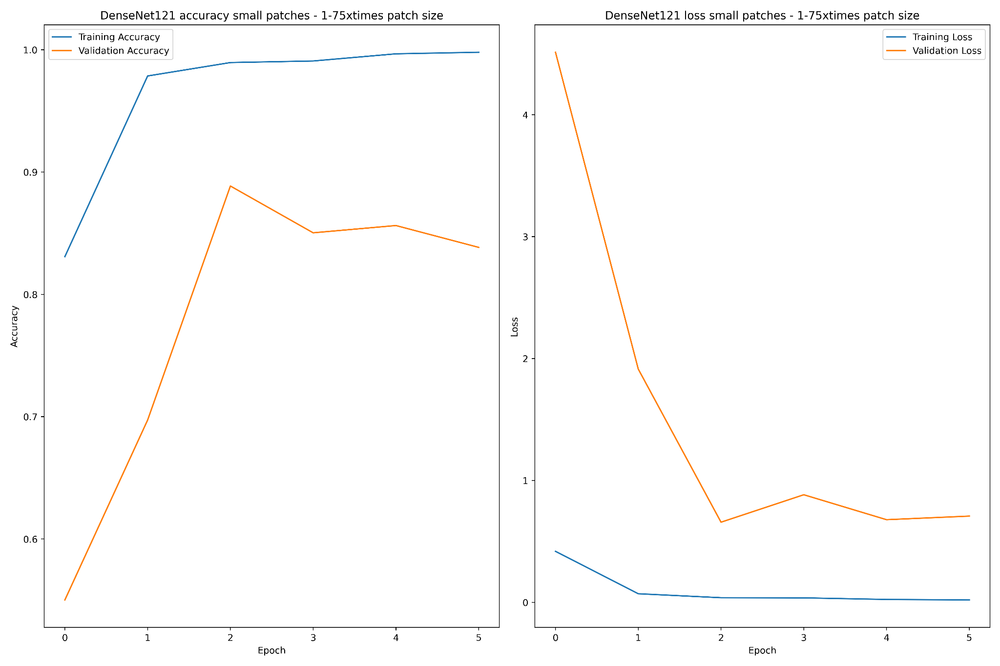 DenseNet121 accuracy small patches - 1-75xtimes patch size
Training Accuracy
Validation Accuracy
1.0
0.9
0.8
0.7
0.6
Accuracy
0 1 2 3 4 5
Epoch
DenseNet121 loss small patches - 1-75xtimes patch size
Training Loss
Validation Loss
4
3
2
1
0
Loss
0 1 2 3 4 5
Epoch